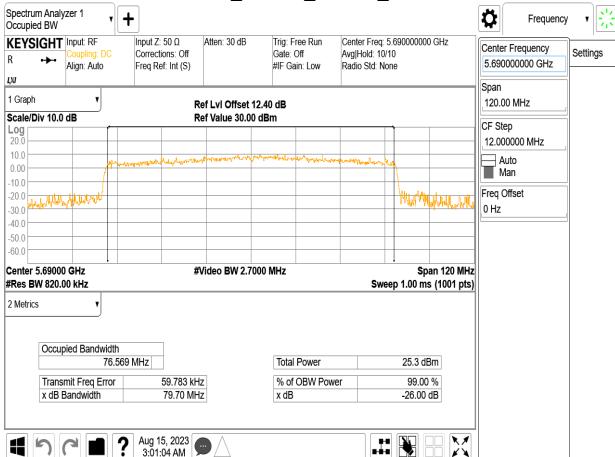 Spectrum Analyzer 1
Occupied BW
Frequency
KEYSIGHT
R
Input: RF
Coupling: DC
Align: Auto
Input Z: 50 Ω
Corrections: Off
Freq Ref: Int (S)
Atten: 30 dB
Trig: Free Run
Gate: Off
#IF Gain: Low
Center Freq: 5.690000000 GHz
Avg|Hold: 10/10
Radio Std: None
Center Frequency
5.690000000 GHz
Settings
Span
120.00 MHz
CF Step
12.000000 MHz
Auto
Man
Freq Offset
0 Hz
1 Graph
Scale/Div 10.0 dB
Ref Lvl Offset 12.40 dB
Ref Value 30.00 dBm
Log
20.0
10.0
0.00
-10.0
-20.0
-30.0
-40.0
-50.0
-60.0
Center 5.69000 GHz
#Video BW 2.7000 MHz
Span 120 MHz
#Res BW 820.00 kHz
Sweep 1.00 ms (1001 pts)
2 Metrics
Occupied Bandwidth
76.569 MHz
Total Power 25.3 dBm
Transmit Freq Error 59.783 kHz
% of OBW Power 99.00 %
x dB Bandwidth 79.70 MHz
x dB -26.00 dB
?
Aug 15, 2023
3:01:04 AM